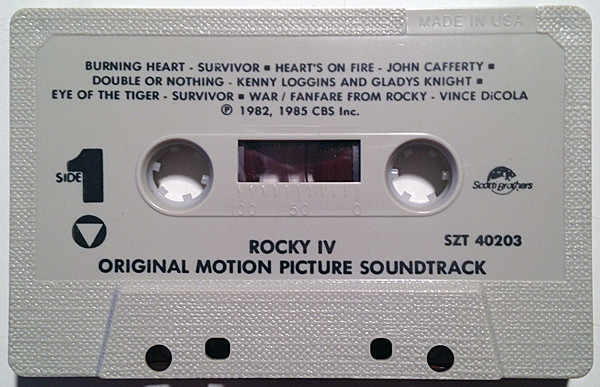 MADE IN USA
BURNING HEART - SURVIVOR ■ HEART'S ON FIRE - JOHN CAFFERTY ■
DOUBLE OR NOTHING - KENNY LOGGINS AND GLADYS KNIGHT ■
EYE OF THE TIGER - SURVIVOR ■ WAR / FANFARE FROM ROCKY - VINCE DiCOLA
℗ 1982, 1985 CBS Inc.
SIDE 1
Scotti Brothers
100 50 0
SZT 40203
ROCKY IV
ORIGINAL MOTION PICTURE SOUNDTRACK